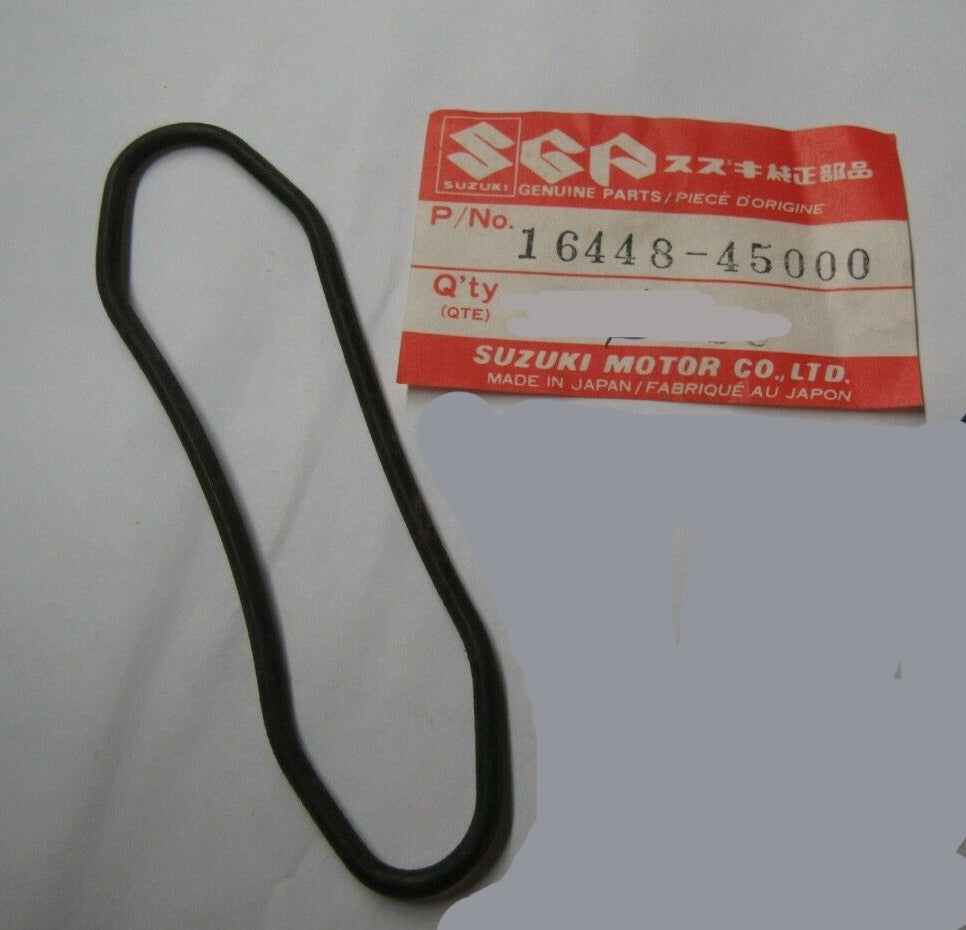 SGP スズキ純正部品
SUZUKI GENUINE PARTS / PIECÉ D'ORIGINE
P/No. 16448-45000
Q'ty
(QTE)
SUZUKI MOTOR CO., LTD.
MADE IN JAPAN / FABRIQUÉ AU JAPON